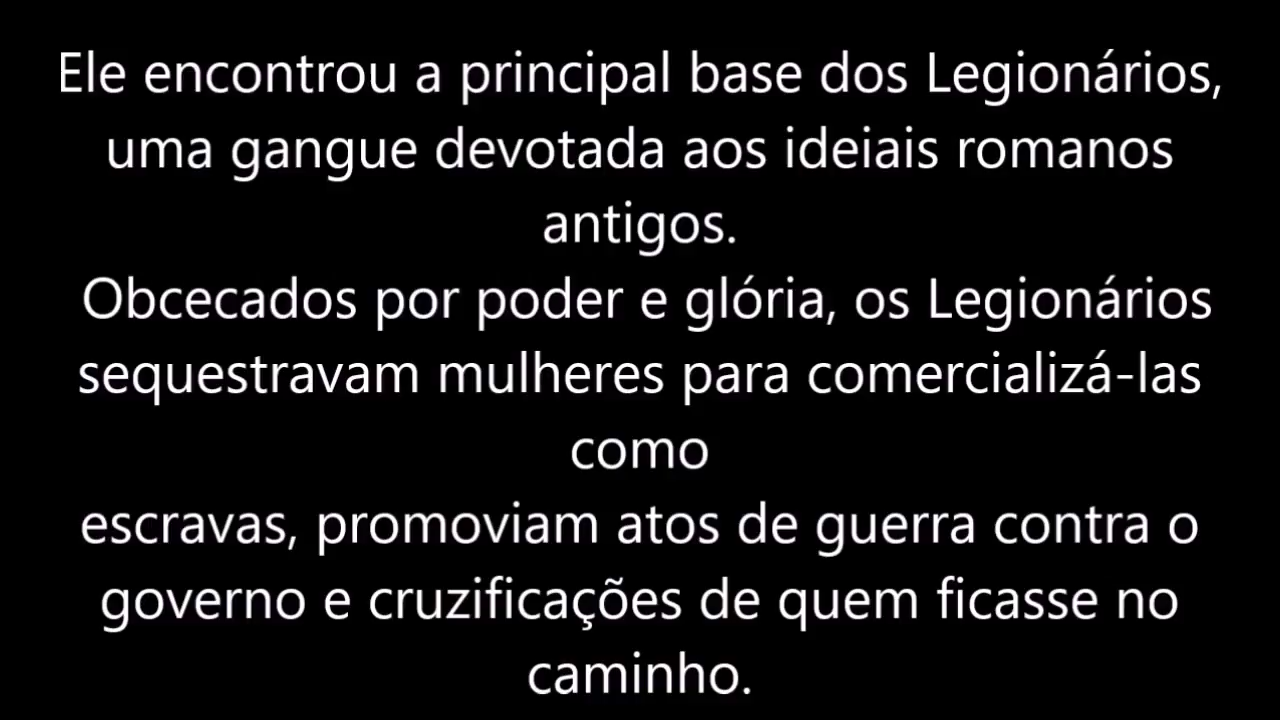 Ele encontrou a principal base dos Legionários,
uma gangue devotada aos ideiais romanos
antigos.
Obcecados por poder e glória, os Legionários
sequestravam mulheres para comercializá-las
como
escravas, promoviam atos de guerra contra o
governo e cruzificações de quem ficasse no
caminho.